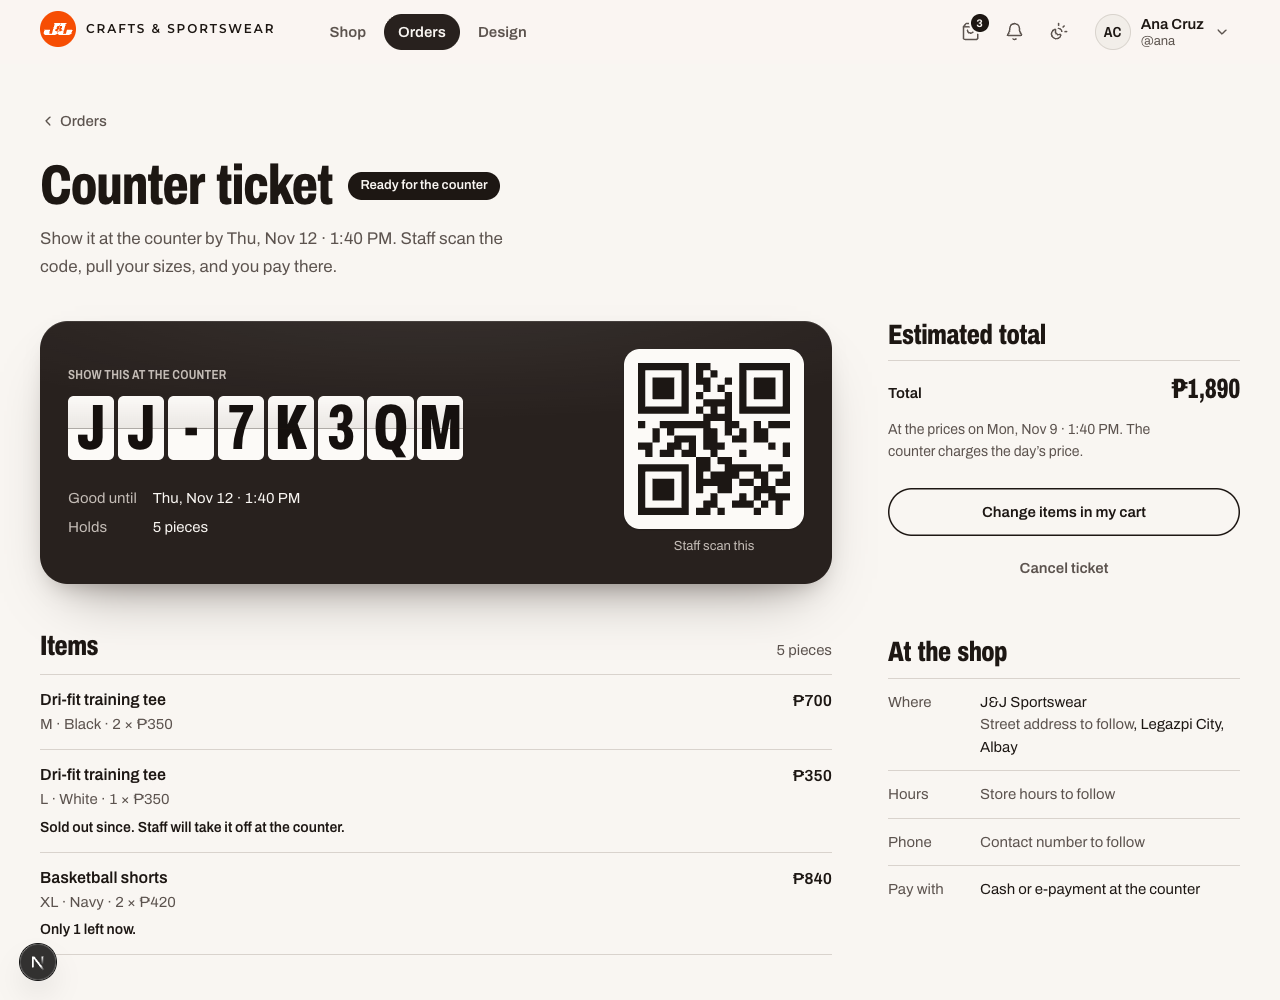 J&J CRAFTS & SPORTSWEAR
Shop
Orders
Design
3
AC
Ana Cruz
@ana
Orders
Counter ticket
Ready for the counter
Show it at the counter by Thu, Nov 12 · 1:40 PM. Staff scan the
code, pull your sizes, and you pay there.
SHOW THIS AT THE COUNTER
JJ-7K3QM
Good until Thu, Nov 12 · 1:40 PM
Holds 5 pieces
Staff scan this
Estimated total
Total ₱1,890
At the prices on Mon, Nov 9 · 1:40 PM. The
counter charges the day’s price.
Change items in my cart
Cancel ticket
Items 5 pieces
Dri-fit training tee ₱700
M · Black · 2 × ₱350
Dri-fit training tee ₱350
L · White · 1 × ₱350
Sold out since. Staff will take it off at the counter.
Basketball shorts ₱840
XL · Navy · 2 × ₱420
Only 1 left now.
At the shop
Where J&J Sportswear
Street address to follow, Legazpi City,
Albay
Hours Store hours to follow
Phone Contact number to follow
Pay with Cash or e-payment at the counter
N